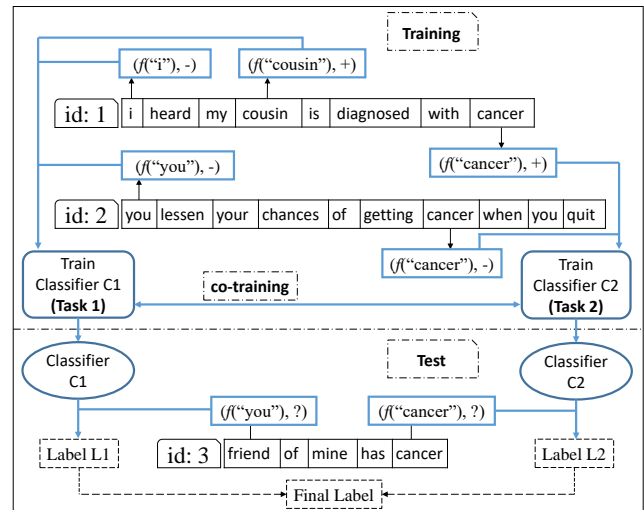 Training
(f("i"), -)
(f("cousin"), +)
id: 1
i heard my cousin is diagnosed with cancer
(f("you"), -)
(f("cancer"), +)
id: 2
you lessen your chances of getting cancer when you quit
(f("cancer"), -)
Train
Classifier C1
(Task 1)
co-training
Train
Classifier C2
(Task 2)
Classifier
C1
Test
Classifier
C2
(f("you"), ?)
(f("cancer"), ?)
Label L1
id: 3
friend of mine has cancer
Label L2
Final Label